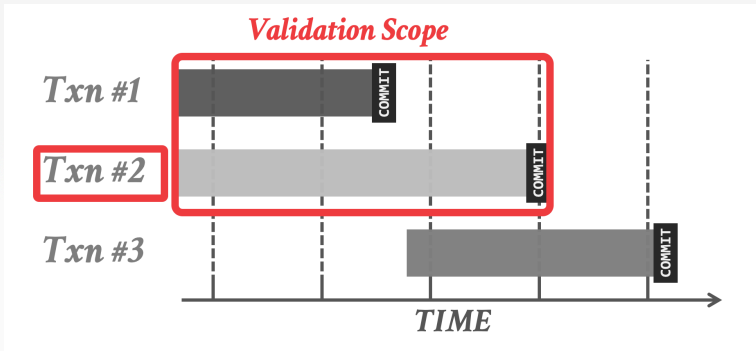 Validation Scope
Txn #1
COMMIT
Txn #2
COMMIT
Txn #3
COMMIT
TIME